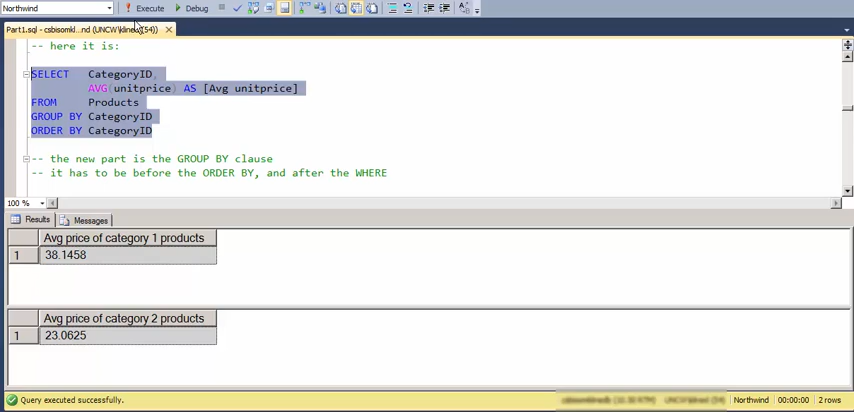 Northwind
Execute
Debug
Part1.sql - csbisomkl...nd (UNCW\kline (54))
-- here it is:
SELECT CategoryID,
AVG(unitprice) AS [Avg unitprice]
FROM Products
GROUP BY CategoryID
ORDER BY CategoryID
-- the new part is the GROUP BY clause
-- it has to be before the ORDER BY, and after the WHERE
100 %
Results Messages
Avg price of category 1 products
1 38.1458
Avg price of category 2 products
1 23.0625
Query executed successfully.
Northwind 00:00:00 2 rows